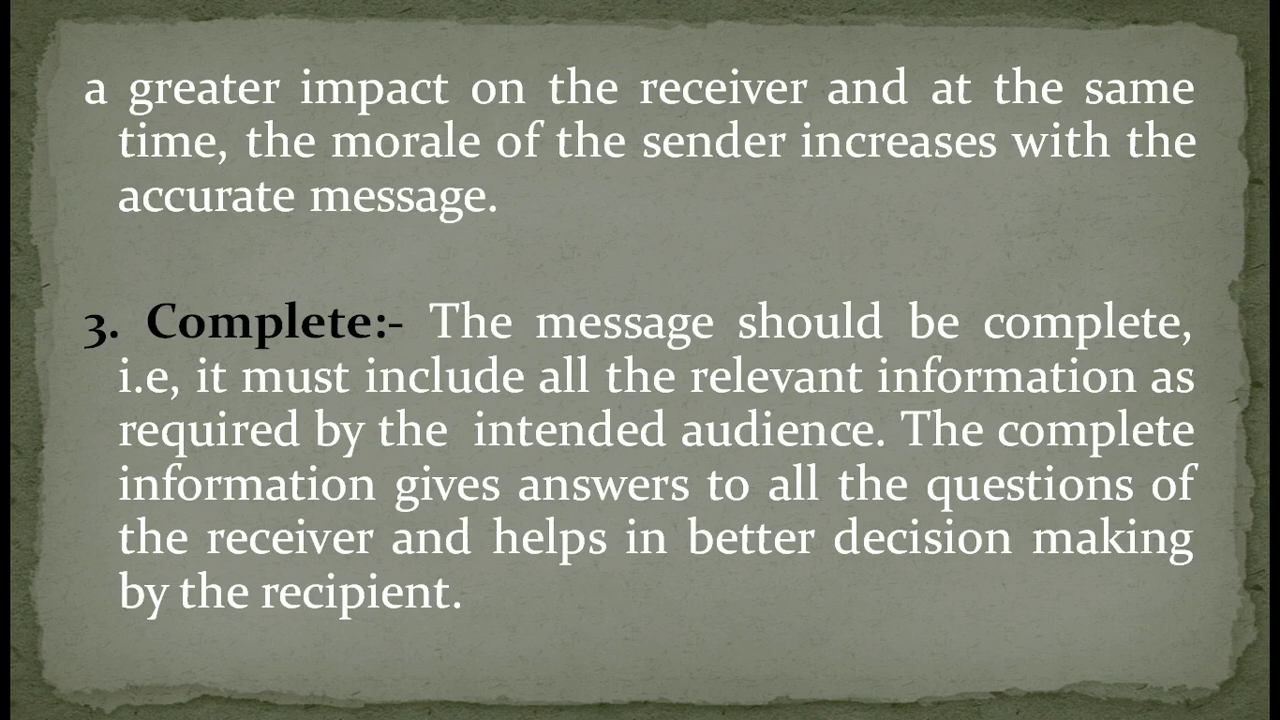 a greater impact on the receiver and at the same
time, the morale of the sender increases with the
accurate message.
3. Complete:- The message should be complete,
i.e, it must include all the relevant information as
required by the intended audience. The complete
information gives answers to all the questions of
the receiver and helps in better decision making
by the recipient.